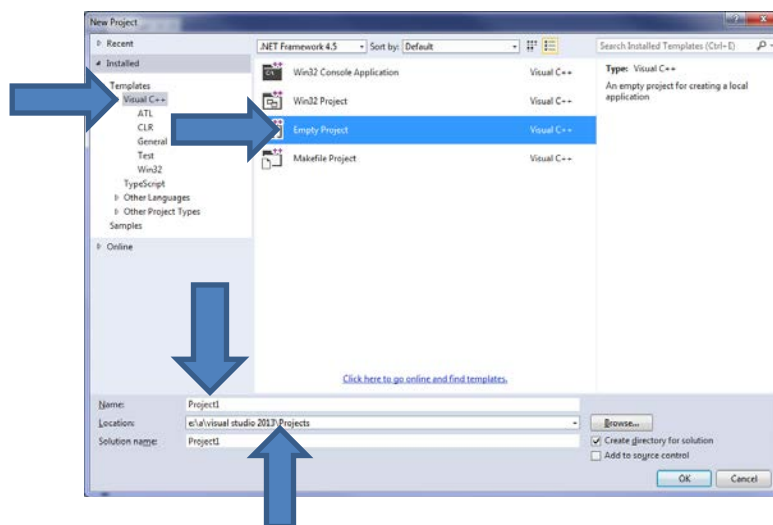 New Project
Recent
.NET Framework 4.5
Sort by: Default
Search Installed Templates (Ctrl+E)
Installed
Templates
Visual C++
ATL
CLR
General
Test
Win32
TypeScript
Other Languages
Other Project Types
Samples
Online
Win32 Console Application Visual C++
Win32 Project Visual C++
Empty Project Visual C++
Makefile Project Visual C++
Type: Visual C++
An empty project for creating a local
application
Click here to go online and find templates.
Name: Project1
Location: e:\a\visual studio 2013\Projects
Browse...
Solution name: Project1
Create directory for solution
Add to source control
OK Cancel